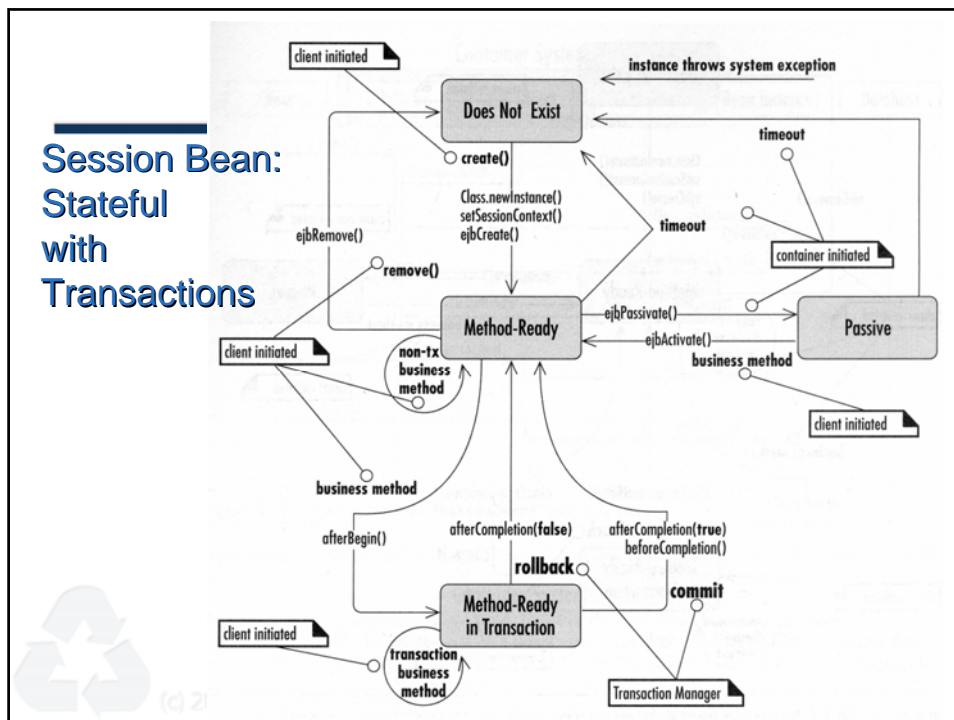 Session Bean:
Stateful
with
Transactions
client initiated
instance throws system exception
Does Not Exist
timeout
create()
Class.newInstance()
setSessionContext()
ejbCreate()
ejbRemove()
timeout
container initiated
remove()
Method-Ready
ejbPassivate()
ejbActivate()
Passive
business method
client initiated
non-tx
business
method
client initiated
business method
afterBegin()
afterCompletion(false)
afterCompletion(true)
beforeCompletion()
rollback
commit
Method-Ready
in Transaction
client initiated
transaction
business
method
Transaction Manager
(c) 2